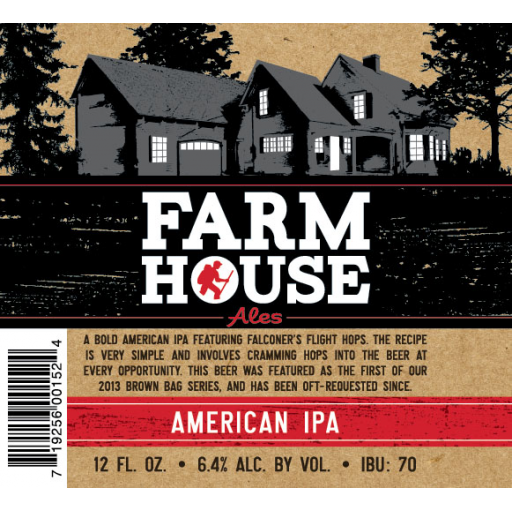 FARM
HOUSE
Ales
A BOLD AMERICAN IPA FEATURING FALCONER'S FLIGHT HOPS. THE RECIPE
IS VERY SIMPLE AND INVOLVES CRAMMING HOPS INTO THE BEER AT
EVERY OPPORTUNITY. THIS BEER WAS FEATURED AS THE FIRST OF OUR
2013 BROWN BAG SERIES, AND HAS BEEN OFT-REQUESTED SINCE.
AMERICAN IPA
12 FL. OZ. • 6.4% ALC. BY VOL. • IBU: 70
7 19256 00152 4